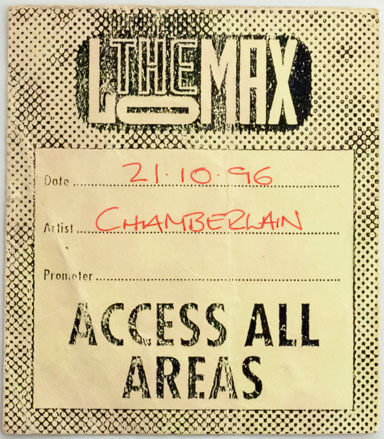 THE LOMAX
Date 21·10·96
Artist CHAMBERLAIN
Promoter
ACCESS ALL
AREAS